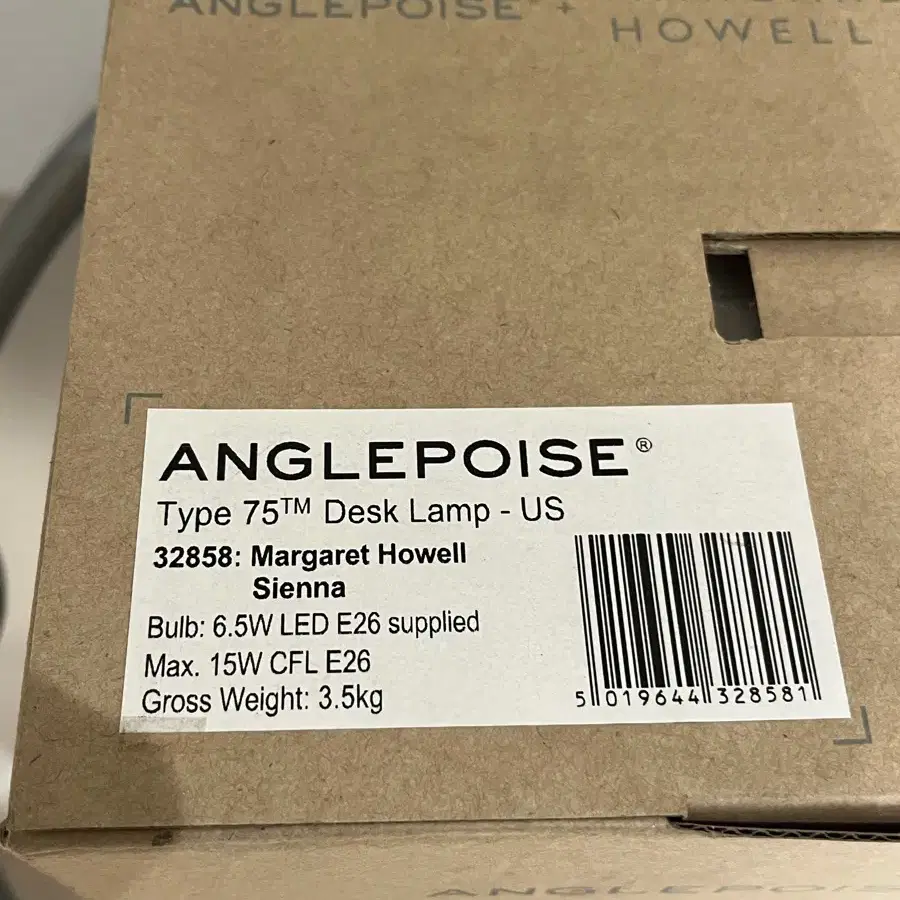 ANGLEPOISE® +
HOWELL
ANGLEPOISE®
Type 75™ Desk Lamp - US
32858: Margaret Howell
Sienna
Bulb: 6.5W LED E26 supplied
Max. 15W CFL E26
Gross Weight: 3.5kg
5 019644 328581
ANGLEPOISE